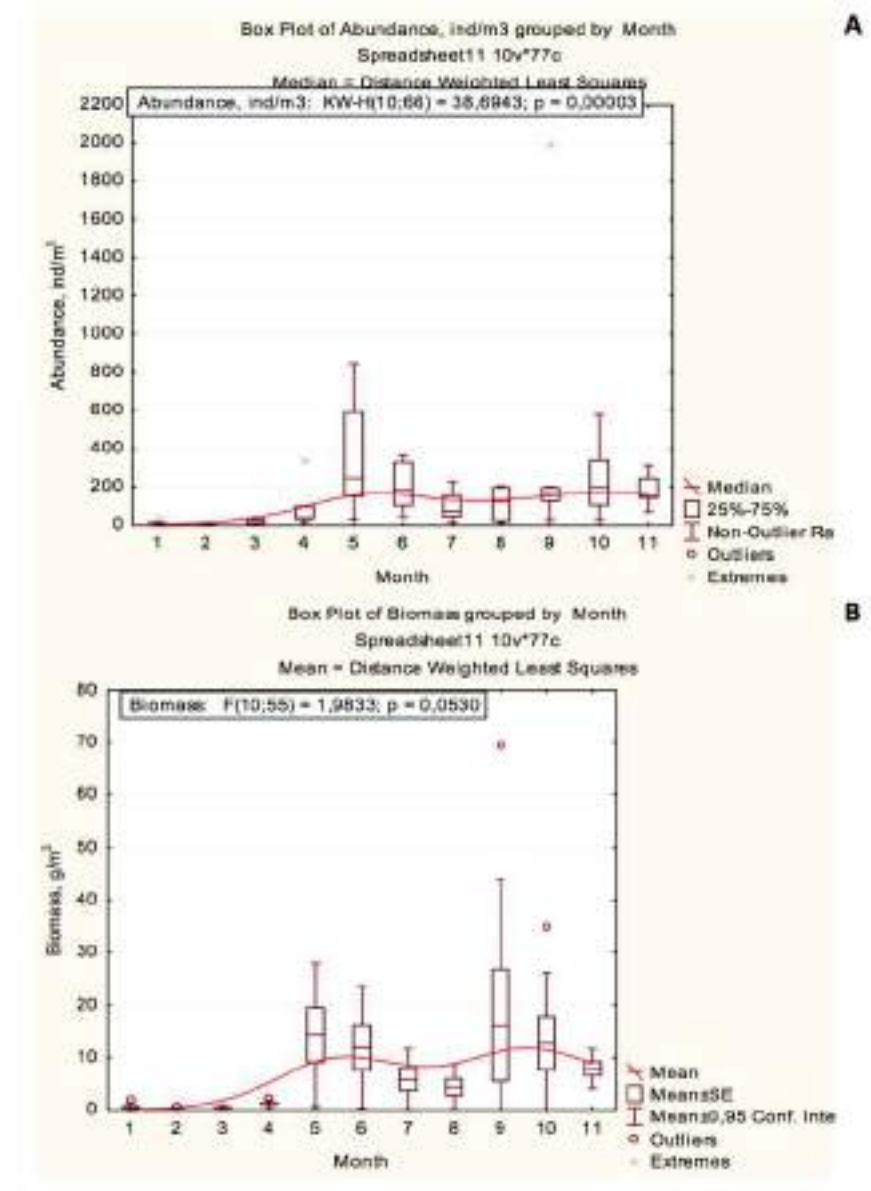 A
Box Plot of Abundance, ind/m3 grouped by Month
Spreadsheet11 10v*77c
Median = Distance Weighted Least Squares
Abundance, ind/m3: KW-H(10;66) = 38,6943; p = 0,00003
2200
2000
1800
1600
1400
1200
1000
800
600
400
200
0
Abundance, ind/m³
1 2 3 4 5 6 7 8 9 10 11
Month
Median
25%-75%
Non-Outlier Ra
Outliers
Extremes
B
Box Plot of Biomass grouped by Month
Spreadsheet11 10v*77c
Mean = Distance Weighted Least Squares
Biomass: F(10;55) = 1,9833; p = 0,0530
80
70
60
50
40
30
20
10
0
Biomass, g/m³
1 2 3 4 5 6 7 8 9 10 11
Month
Mean
Mean±SE
Mean±0,95 Conf. Inte
Outliers
Extremes